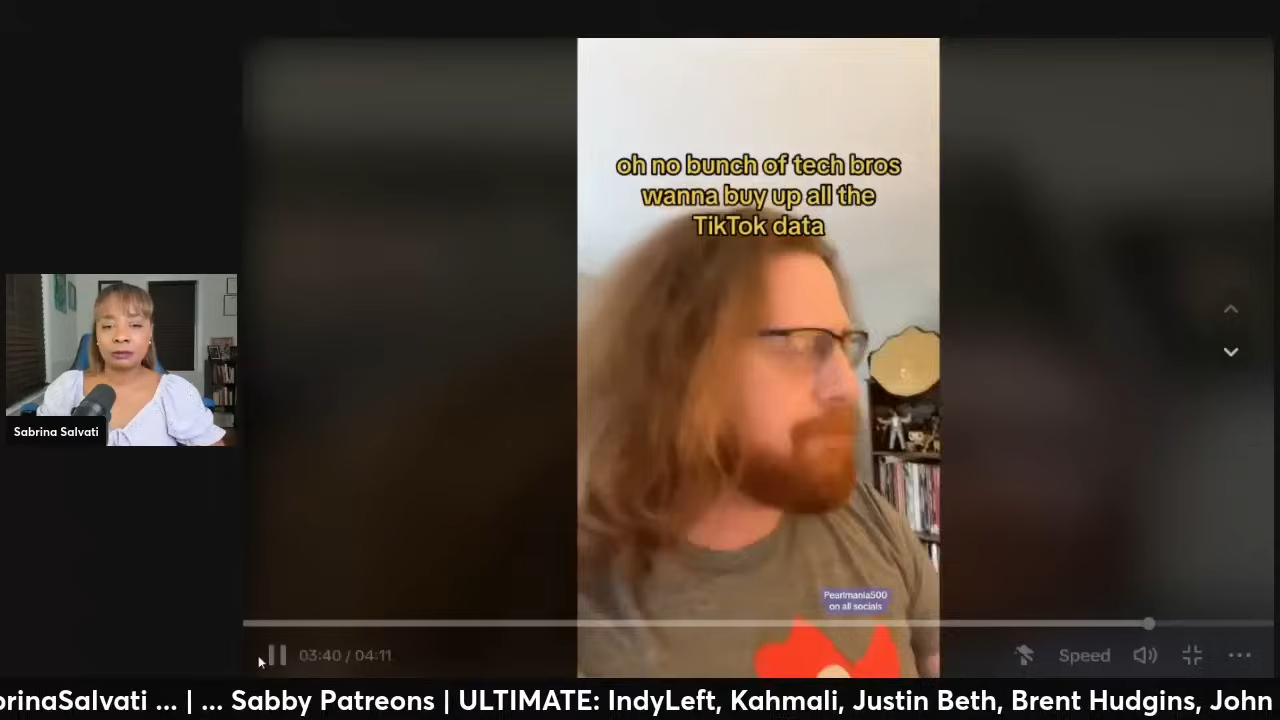 oh no bunch of tech bros
wanna buy up all the
TikTok data
Sabrina Salvati
Pearlmania500
on all socials
03:40 / 04:11
Speed
brinaSalvati ... | ... Sabby Patreons | ULTIMATE: IndyLeft, Kahmali, Justin Beth, Brent Hudgins, John